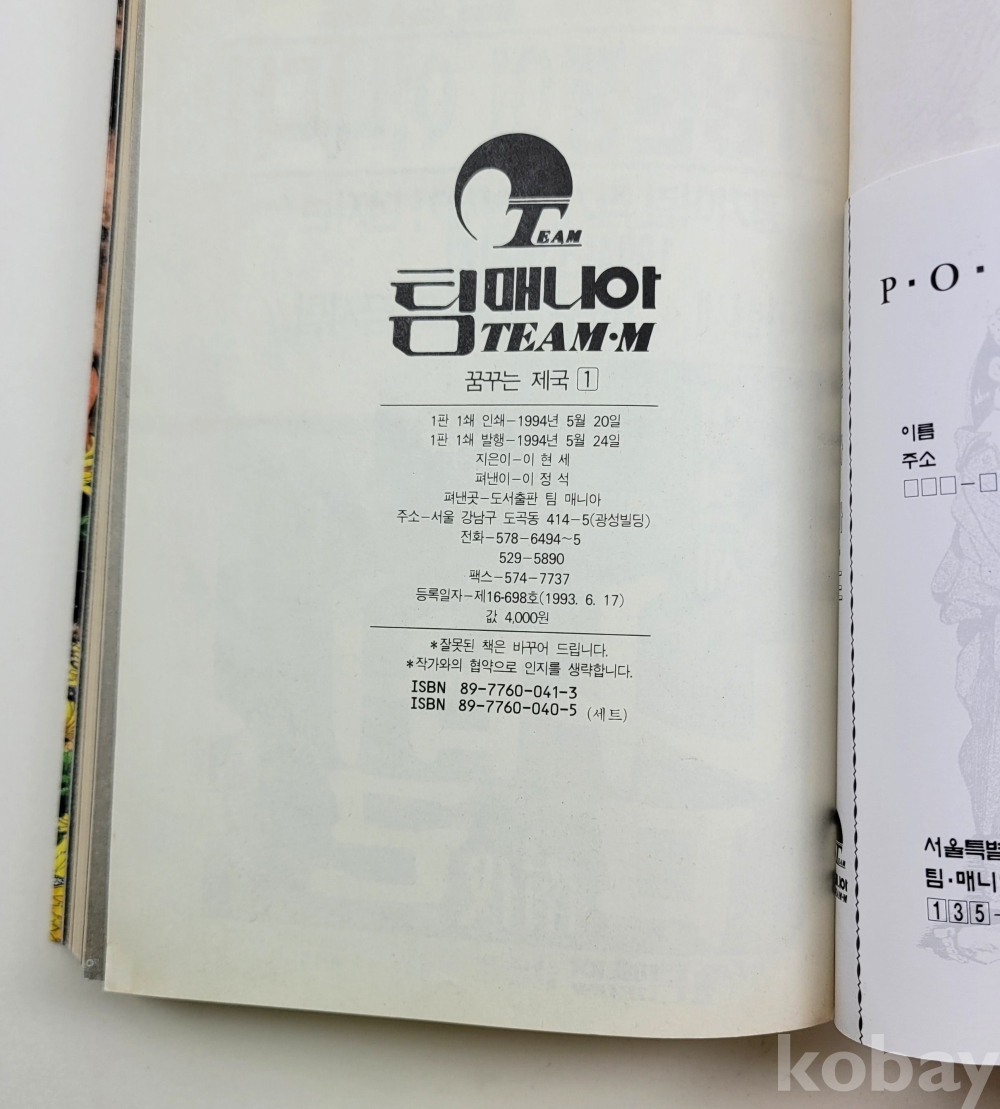 TEAM
팀매니아
TEAM·M
꿈꾸는 제국 1
1판 1쇄 인쇄-1994년 5월 20일
1판 1쇄 발행-1994년 5월 24일
지은이-이 현 세
펴낸이-이 정 석
펴낸곳-도서출판 팀 매니아
주소-서울 강남구 도곡동 414-5(광성빌딩)
전화-578-6494~5
529-5890
팩스-574-7737
등록일자-제16-698호(1993. 6. 17)
값 4,000원
*잘못된 책은 바꾸어 드립니다.
*작가와의 협약으로 인지를 생략합니다.
ISBN 89-7760-041-3
ISBN 89-7760-040-5 (세트)
P·O·
이름
주소
□□□-□
서울특별
팀·매니
135-
kobay